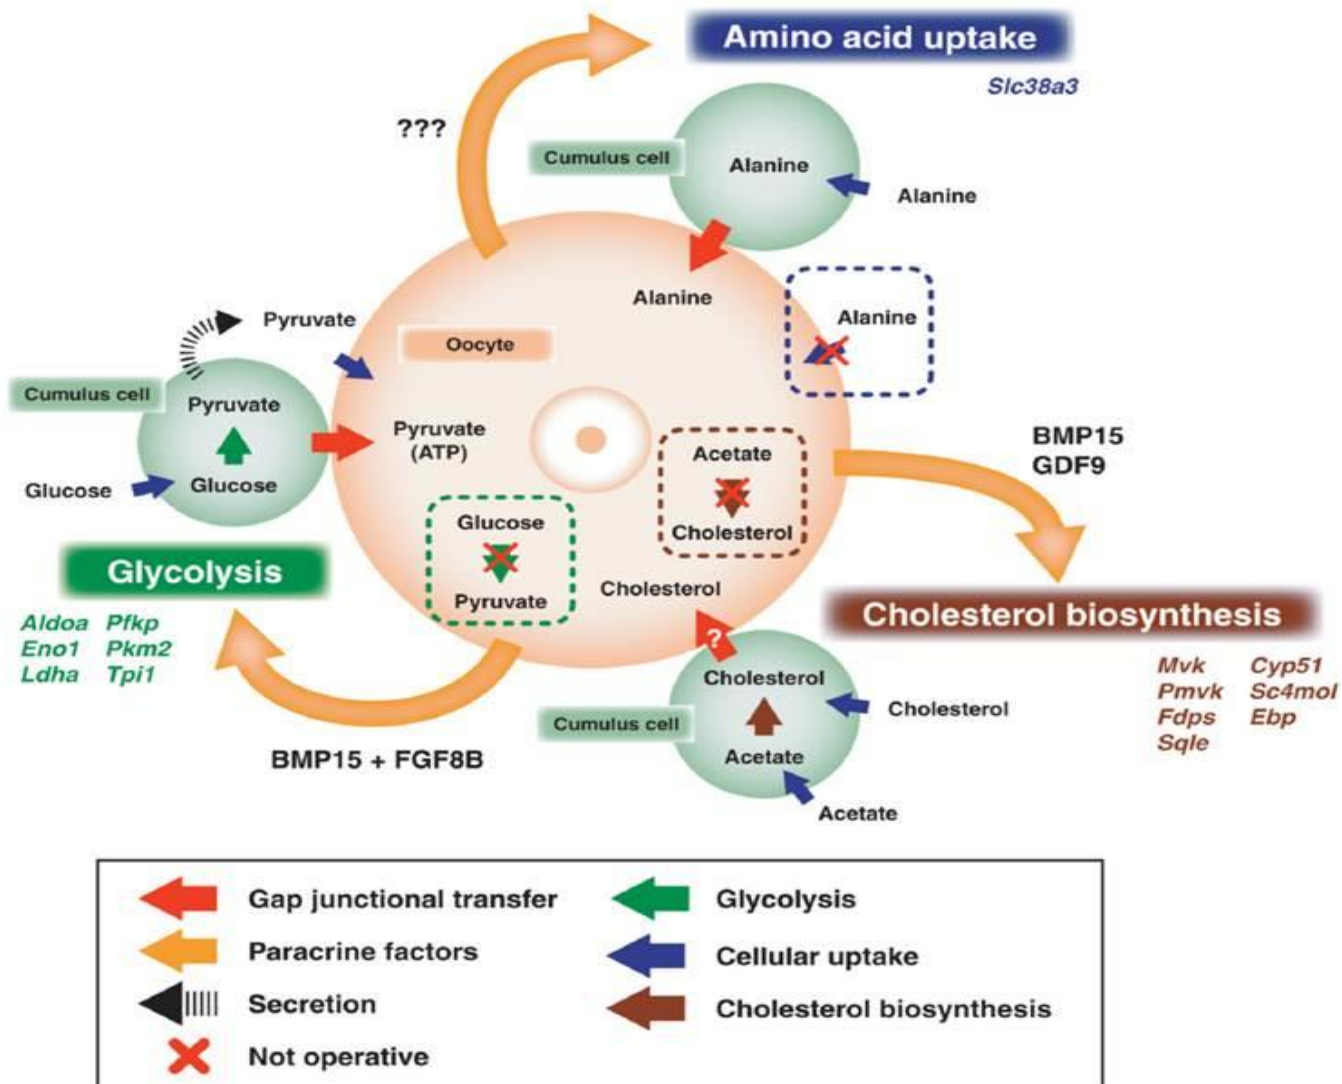 Amino acid uptake
Slc38a3
???
Cumulus cell
Alanine
Alanine
Alanine
Alanine
Pyruvate
Oocyte
Cumulus cell
Pyruvate
Glucose
Glucose
Pyruvate
(ATP)
Acetate
Cholesterol
BMP15
GDF9
Glucose
Pyruvate
Glycolysis
Aldoa Pfkp
Eno1 Pkm2
Ldha Tpi1
Cholesterol
Cholesterol biosynthesis
Mvk Cyp51
Pmvk Sc4mol
Fdps Ebp
Sqle
?
Cholesterol
Cholesterol
Cumulus cell
Acetate
Acetate
BMP15 + FGF8B
Gap junctional transfer
Paracrine factors
Secretion
Not operative
Glycolysis
Cellular uptake
Cholesterol biosynthesis